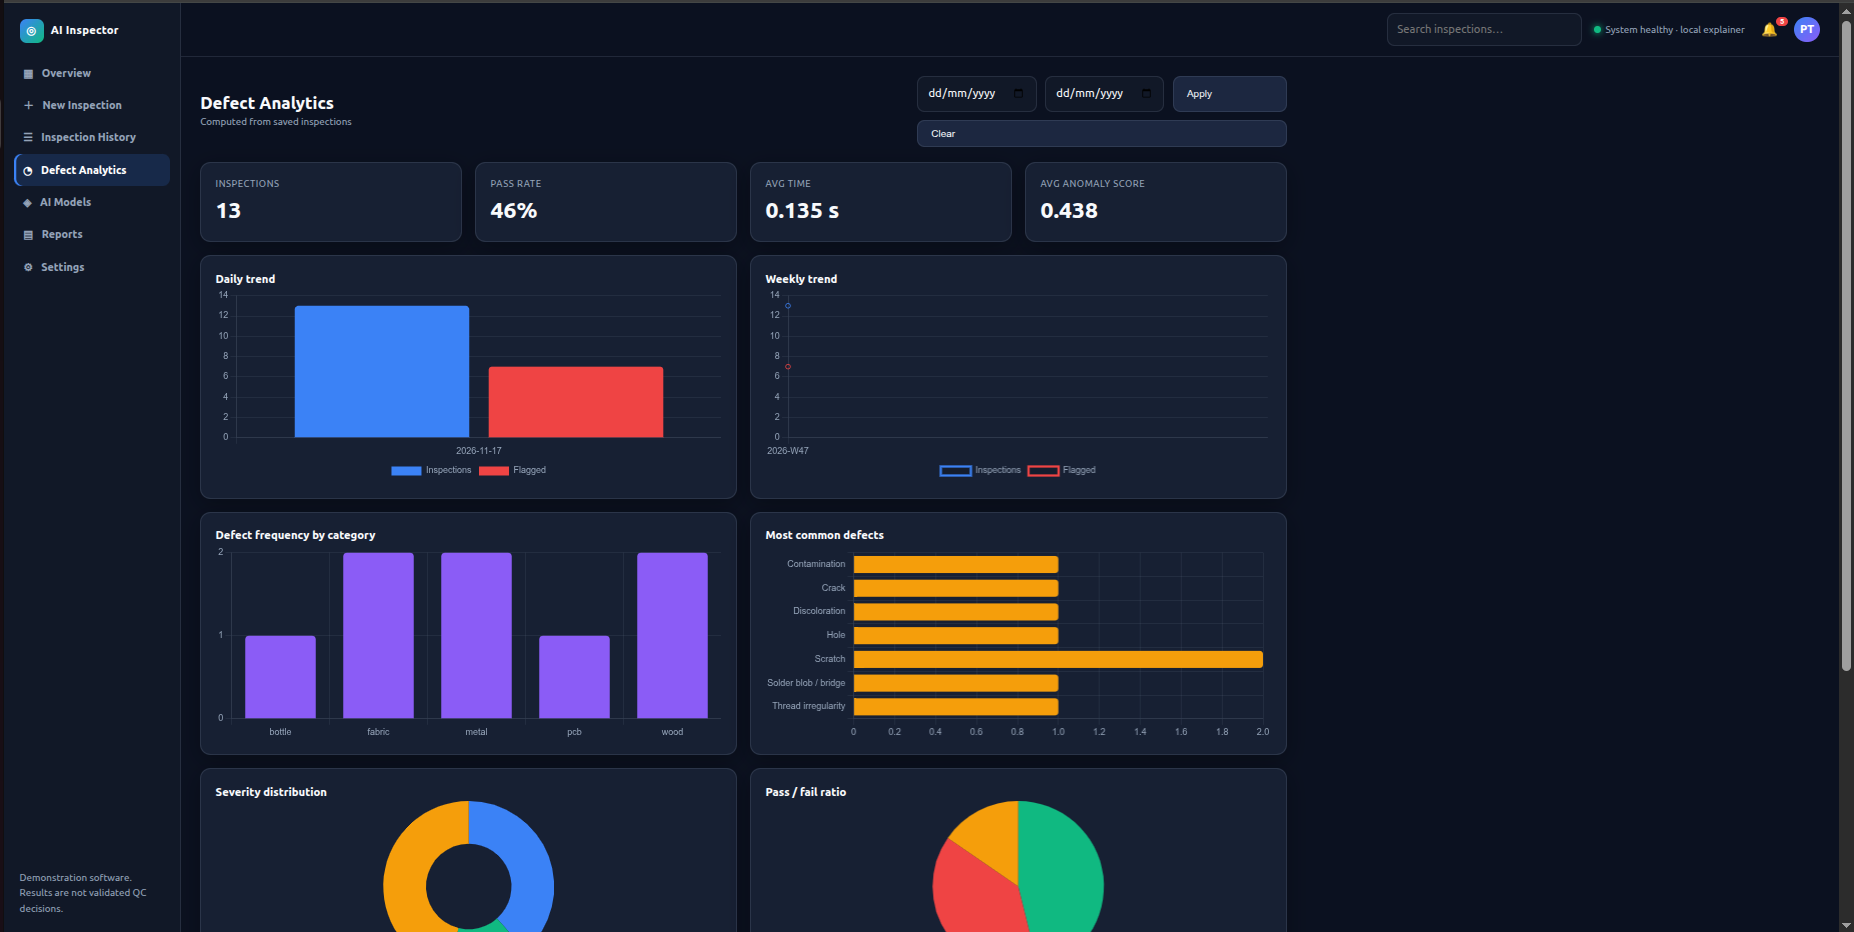 AI Inspector
Search inspections...
System healthy · local explainer
5
PT
Overview
New Inspection
Inspection History
Defect Analytics
AI Models
Reports
Settings
Demonstration software.
Results are not validated QC
decisions.
Defect Analytics
Computed from saved inspections
dd/mm/yyyy
dd/mm/yyyy
Apply
Clear
INSPECTIONS
13
PASS RATE
46%
AVG TIME
0.135 s
AVG ANOMALY SCORE
0.438
Daily trend
14
12
10
8
6
4
2
0
2026-11-17
Inspections Flagged
Weekly trend
14
12
10
8
6
4
2
0
2026-W47
Inspections Flagged
Defect frequency by category
2
1
0
bottle fabric metal pcb wood
Most common defects
Contamination
Crack
Discoloration
Hole
Scratch
Solder blob / bridge
Thread irregularity
0 0.2 0.4 0.6 0.8 1.0 1.2 1.4 1.6 1.8 2.0
Severity distribution
Pass / fail ratio